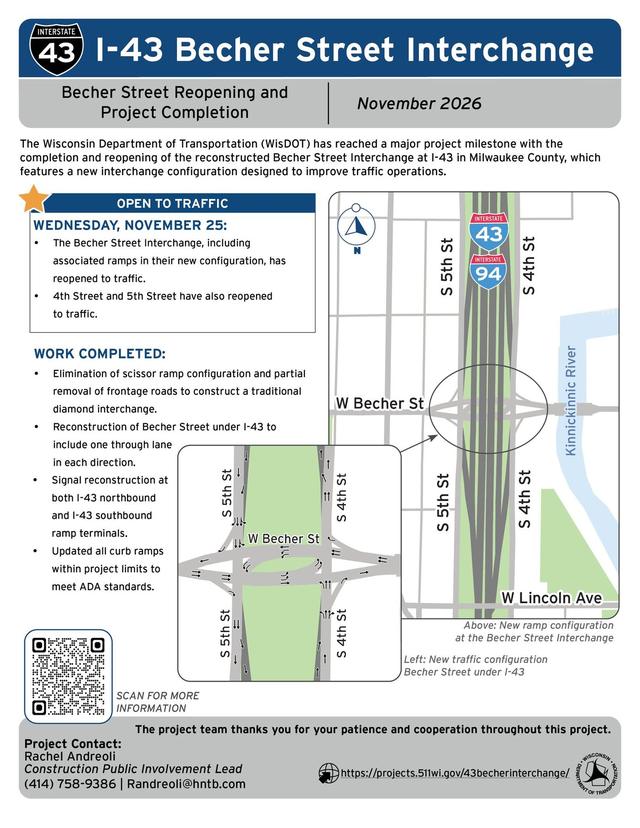 INTERSTATE
43
I-43 Becher Street Interchange
Becher Street Reopening and
Project Completion
November 2026
The Wisconsin Department of Transportation (WisDOT) has reached a major project milestone with the
completion and reopening of the reconstructed Becher Street Interchange at I-43 in Milwaukee County, which
features a new interchange configuration designed to improve traffic operations.
OPEN TO TRAFFIC
WEDNESDAY, NOVEMBER 25:
• The Becher Street Interchange, including
associated ramps in their new configuration, has
reopened to traffic.
• 4th Street and 5th Street have also reopened
to traffic.
WORK COMPLETED:
• Elimination of scissor ramp configuration and partial
removal of frontage roads to construct a traditional
diamond interchange.
• Reconstruction of Becher Street under I-43 to
include one through lane
in each direction.
• Signal reconstruction at
both I-43 northbound
and I-43 southbound
ramp terminals.
• Updated all curb ramps
within project limits to
meet ADA standards.
N
INTERSTATE
43
INTERSTATE
94
S 5th St
S 4th St
W Becher St
Kinnickinnic River
S 5th St
S 4th St
W Lincoln Ave
S 5th St
S 4th St
W Becher St
S 5th St
S 4th St
Above: New ramp configuration
at the Becher Street Interchange
Left: New traffic configuration
Becher Street under I-43
SCAN FOR MORE
INFORMATION
The project team thanks you for your patience and cooperation throughout this project.
Project Contact:
Rachel Andreoli
Construction Public Involvement Lead
(414) 758-9386 | Randreoli@hntb.com
https://projects.511wi.gov/43becherinterchange/
WISCONSIN
DEPARTMENT OF TRANSPORTATION